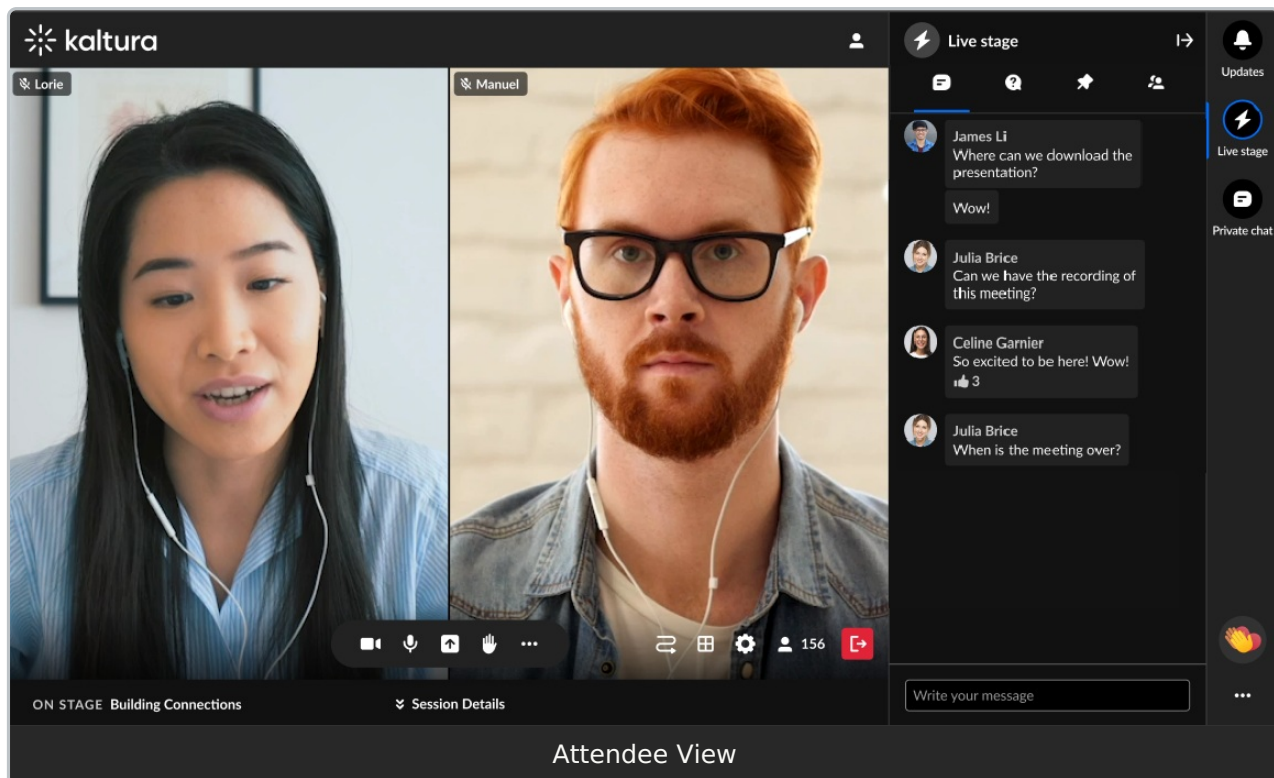 kaltura
Lorie
Manuel
Live stage
James Li
Where can we download the
presentation?
Wow!
Julia Brice
Can we have the recording of
this meeting?
Celine Garnier
So excited to be here! Wow!
3
Julia Brice
When is the meeting over?
Write your message
Updates
Live stage
Private chat
156
ON STAGE Building Connections
Session Details
Attendee View